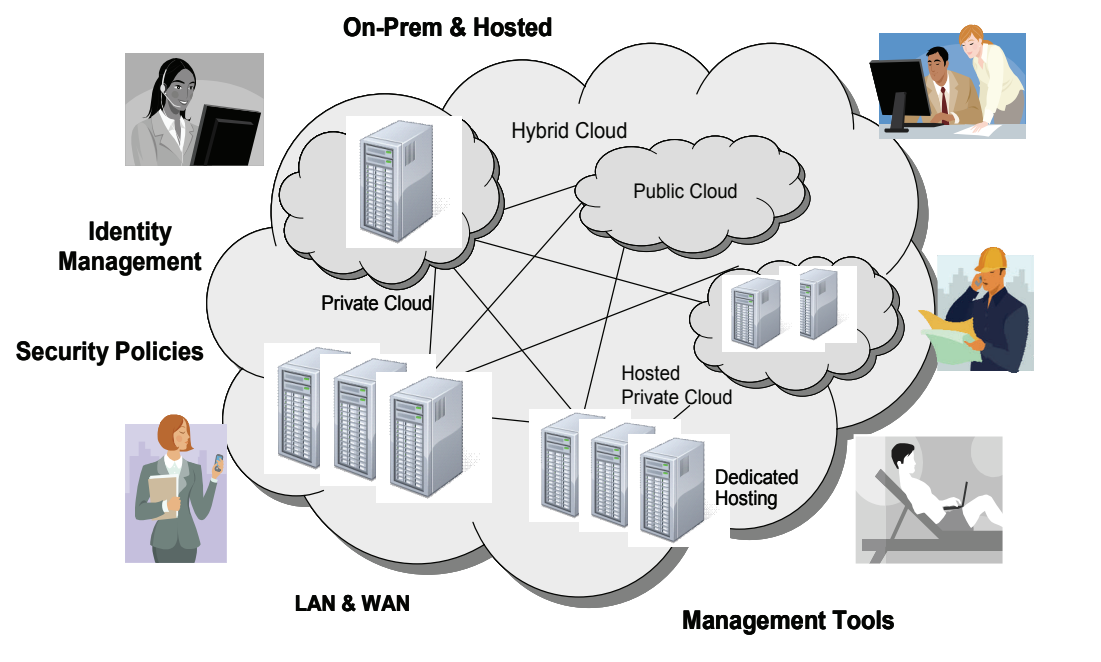 On-Prem & Hosted
Hybrid Cloud
Public Cloud
Identity
Management
Private Cloud
Security Policies
Hosted
Private Cloud
Dedicated
Hosting
LAN & WAN
Management Tools